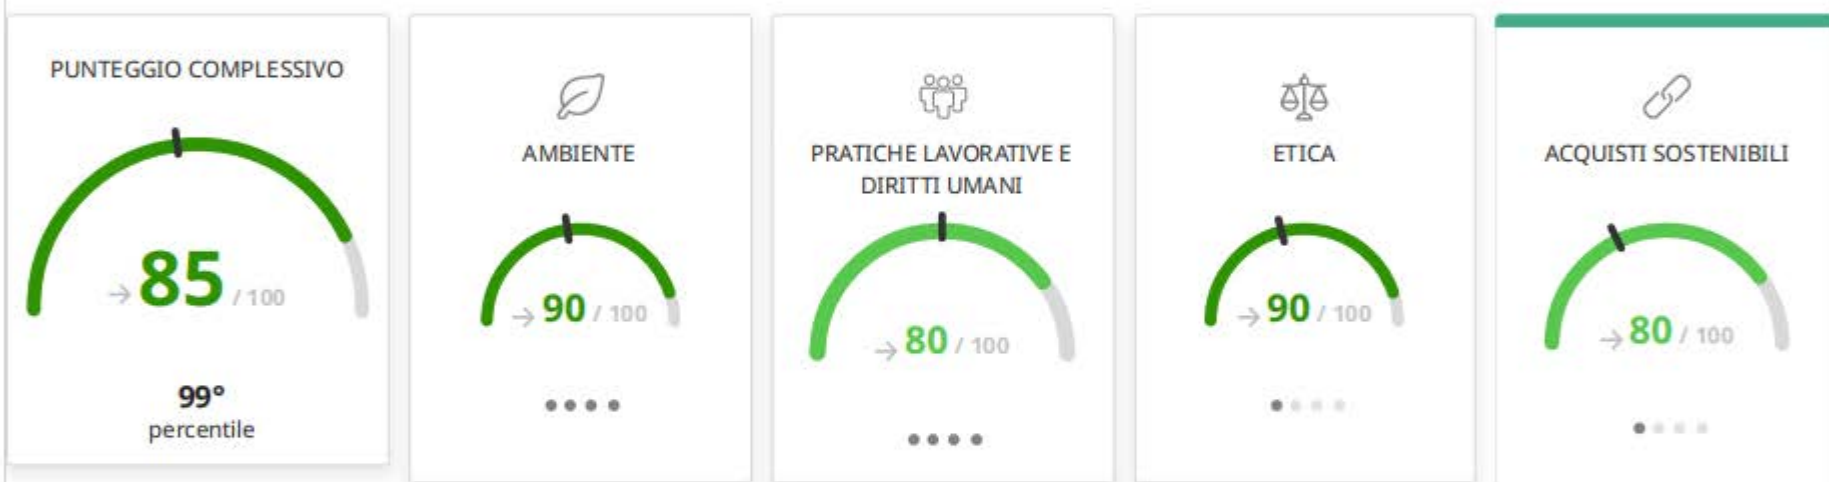 PUNTEGGIO COMPLESSIVO
→ 85 / 100
99°
percentile
AMBIENTE
→ 90 / 100
PRATICHE LAVORATIVE E
DIRITTI UMANI
→ 80 / 100
ETICA
→ 90 / 100
ACQUISTI SOSTENIBILI
→ 80 / 100